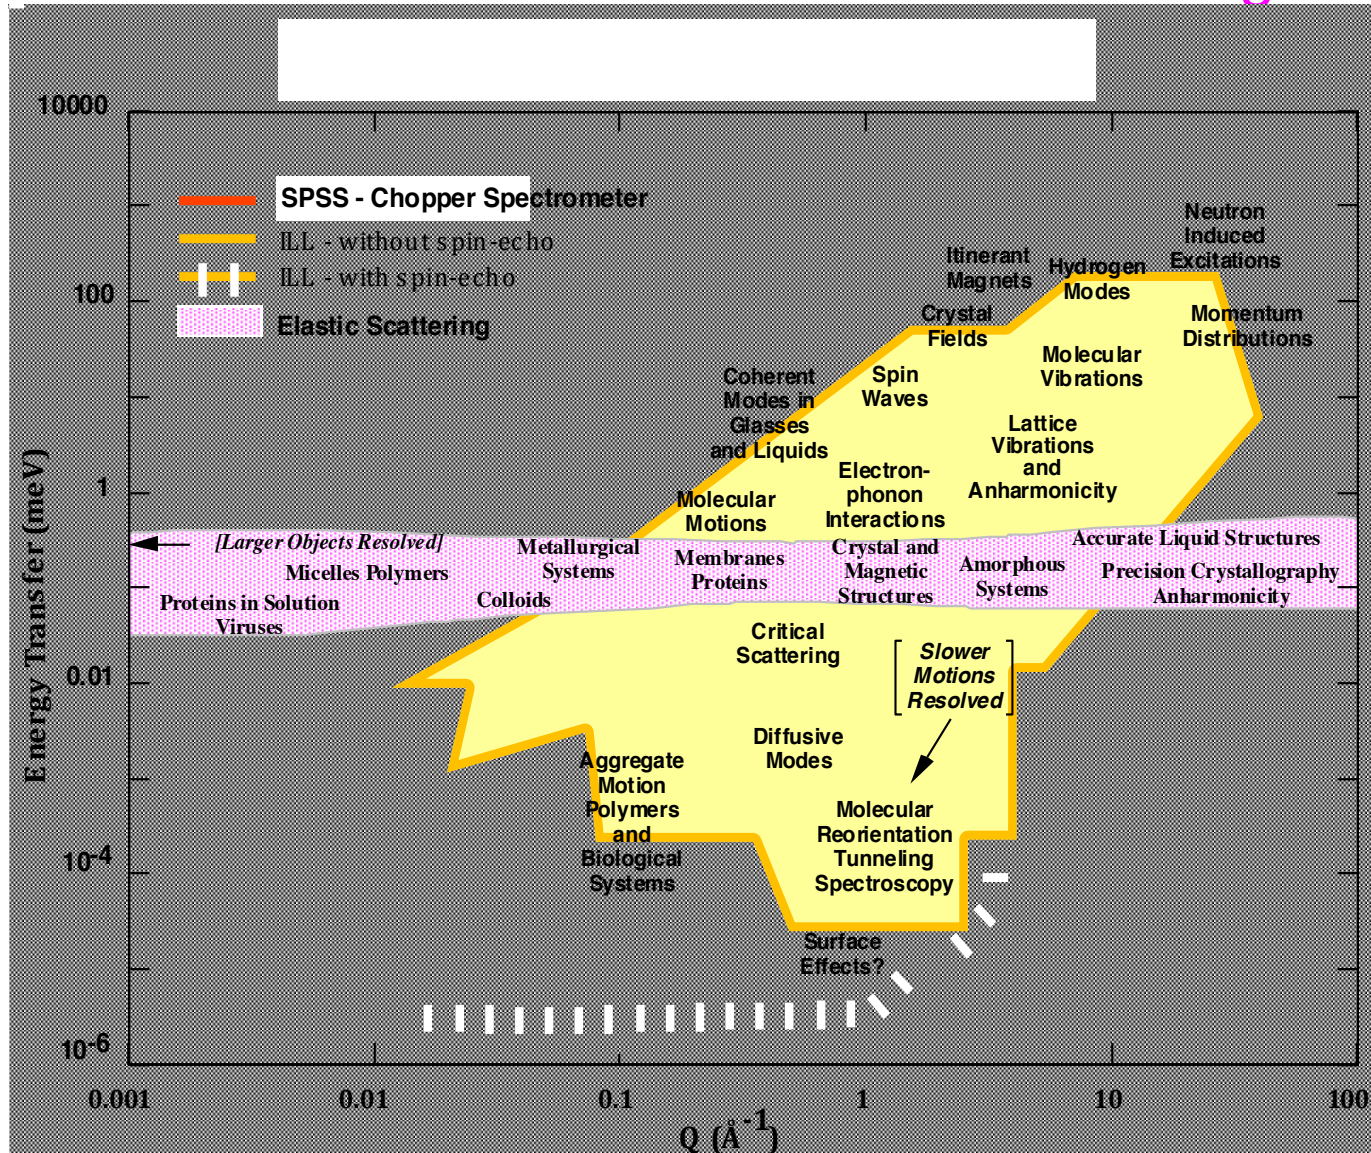 10000
100
1
0.01
10-4
10-6
Energy Transfer (meV)
SPSS - Chopper Spectrometer
ILL - without spin-echo
ILL - with spin-echo
Elastic Scattering
Neutron
Induced
Excitations
Itinerant
Magnets
Hydrogen
Modes
Crystal
Fields
Momentum
Distributions
Molecular
Vibrations
Spin
Waves
Coherent
Modes in
Glasses
and Liquids
Lattice
Vibrations
and
Anharmonicity
Electron-
phonon
Interactions
Molecular
Motions
[Larger Objects Resolved]
Micelles Polymers
Proteins in Solution
Viruses
Metallurgical
Systems
Colloids
Membranes
Proteins
Crystal and
Magnetic
Structures
Amorphous
Systems
Accurate Liquid Structures
Precision Crystallography
Anharmonicity
Critical
Scattering
[Slower
Motions
Resolved]
Diffusive
Modes
Aggregate
Motion
Polymers
and
Biological
Systems
Molecular
Reorientation
Tunneling
Spectroscopy
Surface
Effects?
0.001
0.01
0.1
1
10
100
Q (Å-1)